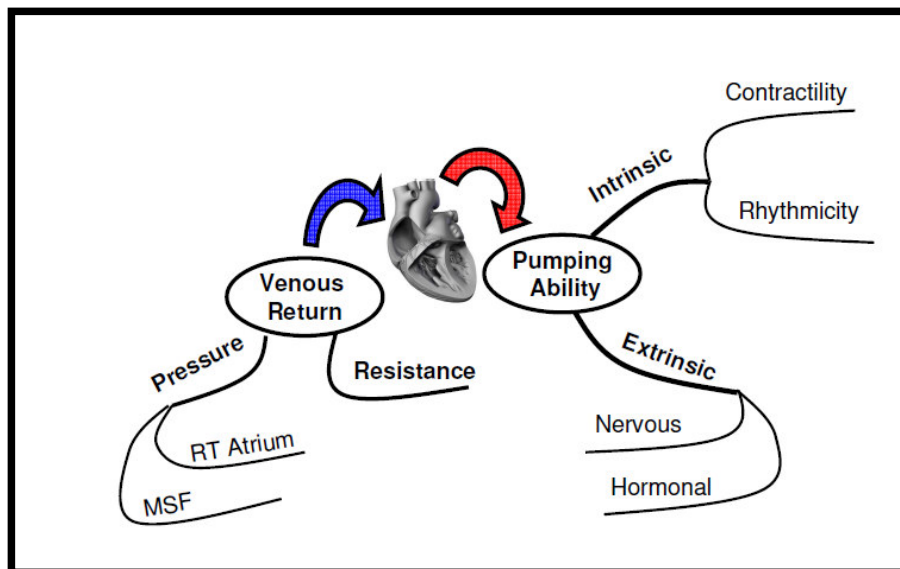 Contractility
Intrinsic
Rhythmicity
Pumping
Ability
Venous
Return
Extrinsic
Pressure
Resistance
Nervous
RT Atrium
Hormonal
MSF